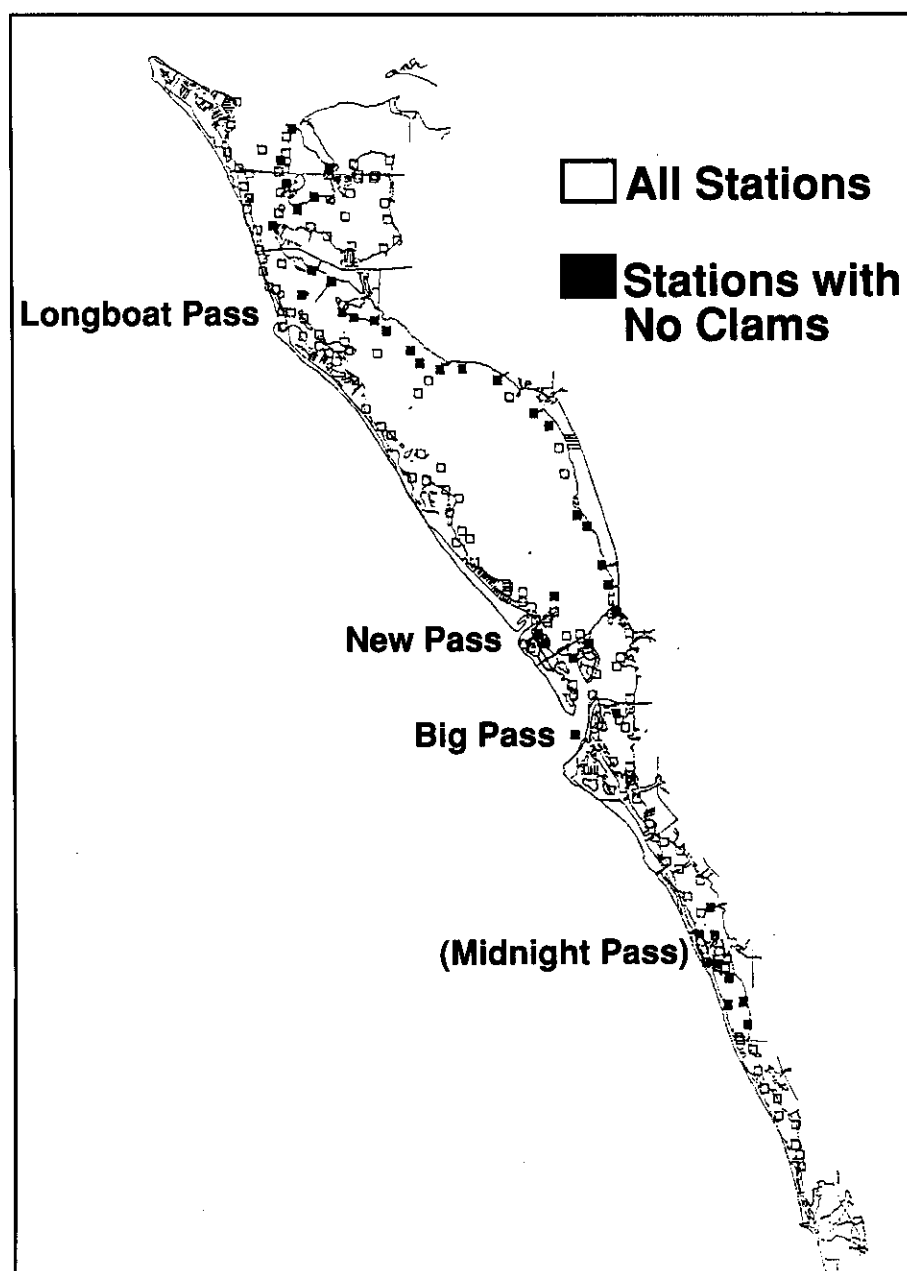 All Stations
Stations with
No Clams
Longboat Pass
New Pass
Big Pass
(Midnight Pass)